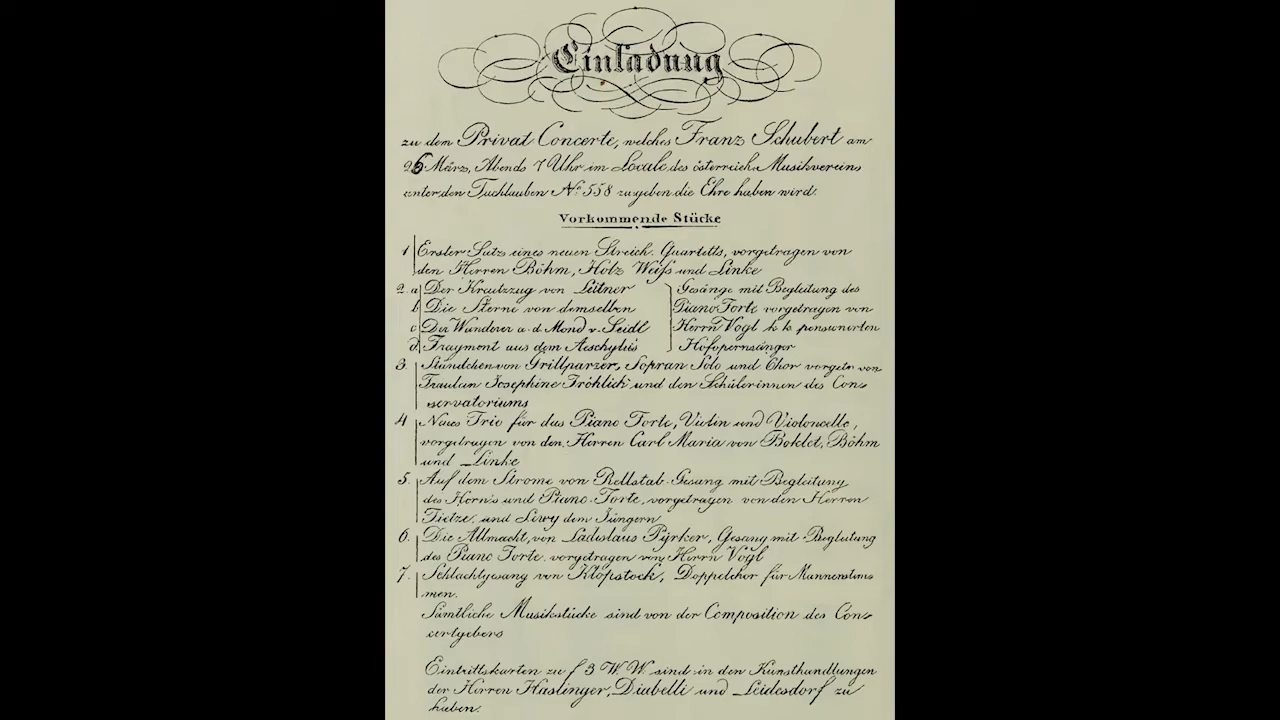 Einladung
zu dem Privat Concerte, welches Franz Schubert am
26 März, Abends 7 Uhr im Locale des österreich. Musikvereins
unter den Tuchlauben No. 558 zu geben die Ehre haben wird.
Vorkommende Stücke
1 Erster Satz eines neuen Streich. Quartetts, vorgetragen von
den Herren Böhm, Holz Weiss und Linke
2. a Der Kreutzzug von Leitner
b Die Sterne von demselben
c Der Wanderer a. d. Mond v. Seidl
d. Fragment aus dem Aeschylus
Gesänge mit Begleitung des
Piano Forte vorgetragen von
Herrn Vogl k. k. pensionirten
Hofopernsänger
3. Ständchen von Grillparzer, Sopran Solo und Chor vorgetr. von
Fräulein Josephine Fröhlich und den Schülerinnen des Con=
servatoriums
4 Neues Trio für das Piano Forte, Violin und Violoncelle,
vorgetragen von den Herren Carl Maria von Boklet, Böhm
und Linke
5. Auf dem Strome von Rellstab. Gesang mit Begleitung
des Horn's und Piano-Forte, vorgetragen von den Herren
Tietze, und Lewy dem Jüngern
6. Die Allmacht, von Ladislaus Pyrker, Gesang mit Begleitung
des Piano Forte, vorgetragen von Herrn Vogl
7. Schlachtgesang von Klopstock, Doppelchor für Männerstim=
men.
Sämtliche Musikstücke sind von der Composition des Con=
certgebers
Eintrittskarten zu f 3 W. W. sind in den Kunsthandlungen
der Herren Haslinger, Diabelli und Leidesdorf zu
haben.